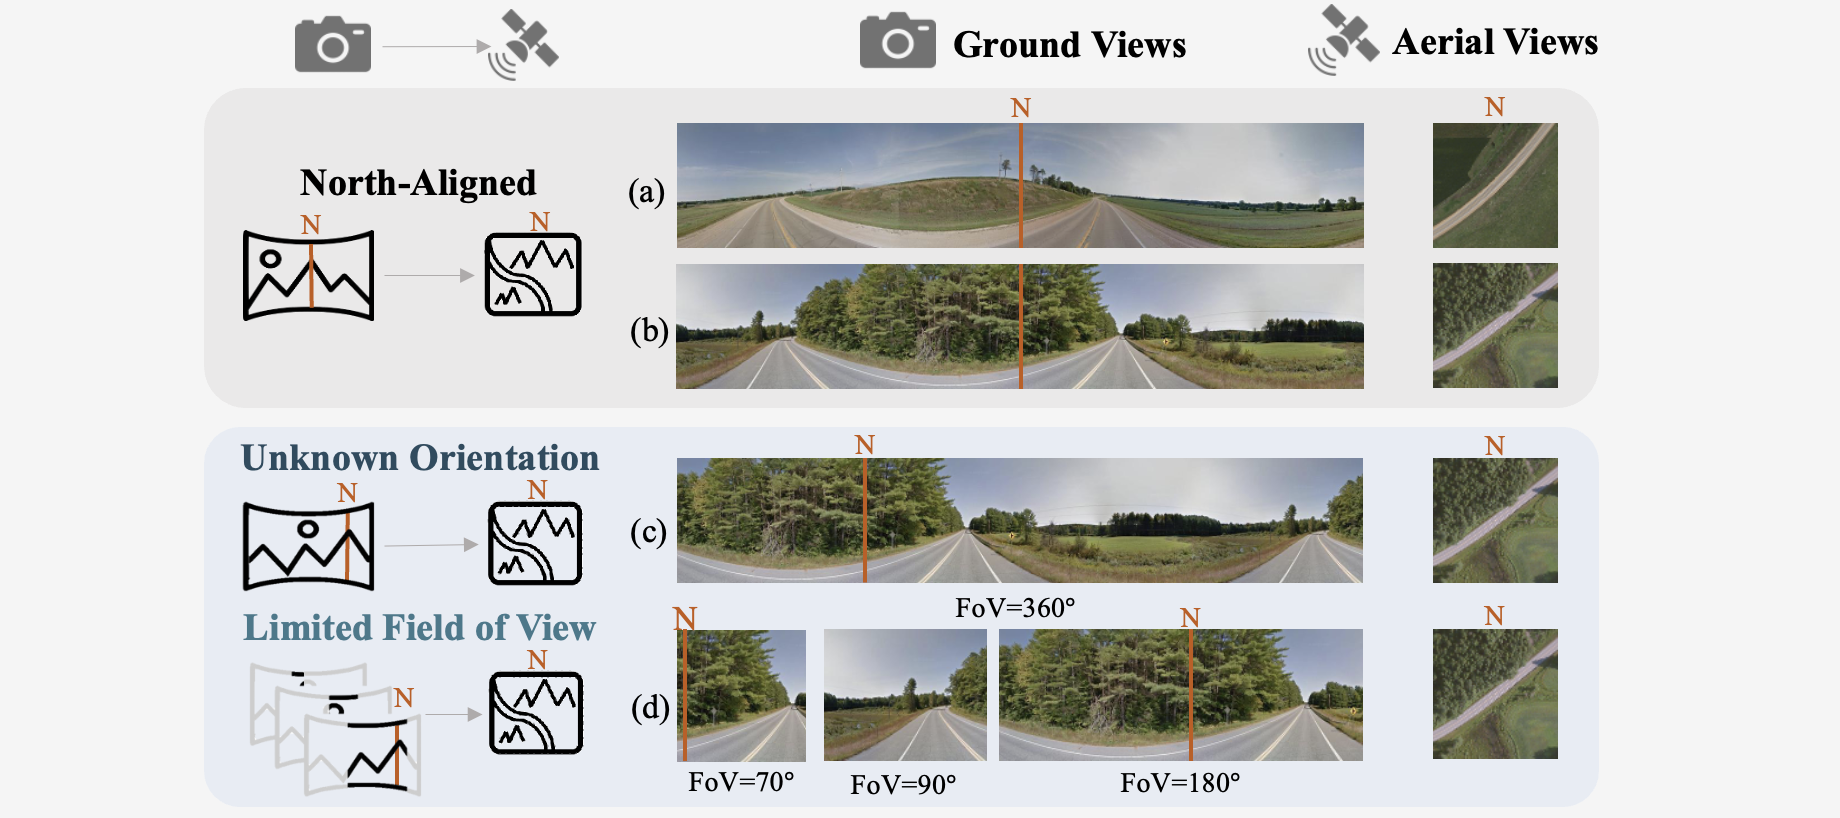 Ground Views
Aerial Views
N
N
North-Aligned
N
N
(a)
(b)
Unknown Orientation
N
N
N
N
(c)
FoV=360°
Limited Field of View
N
N
N
N
N
(d)
FoV=70°
FoV=90°
FoV=180°